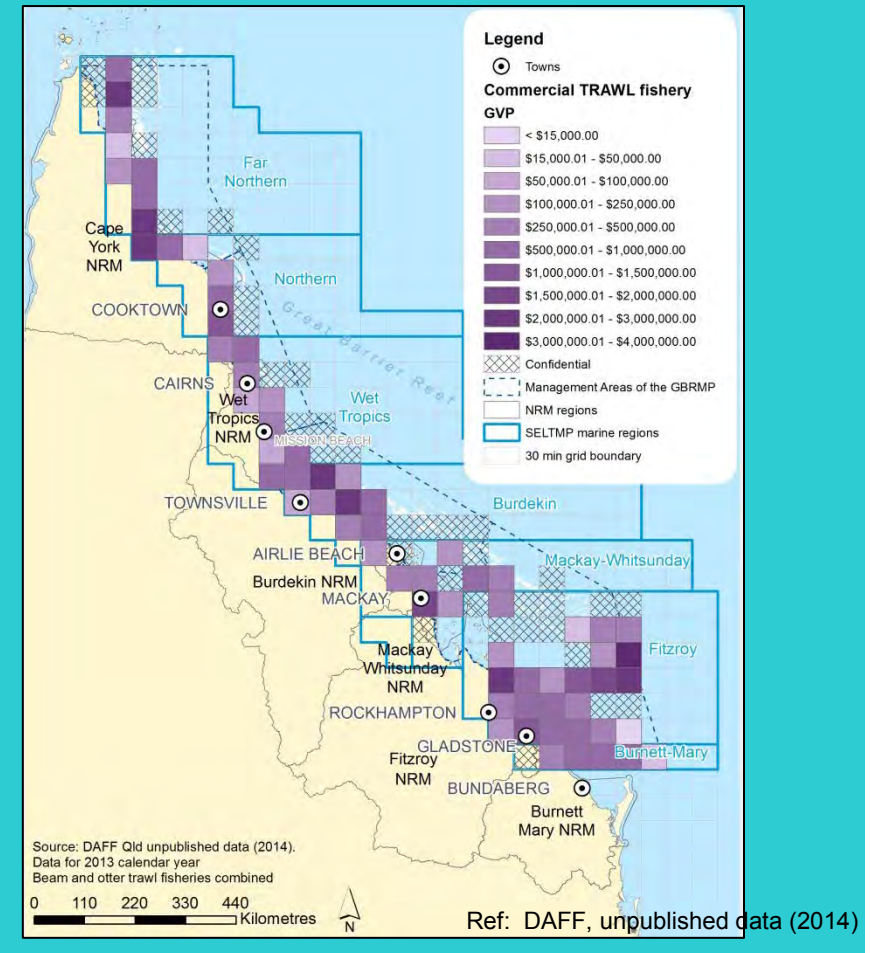 Legend
Towns
Commercial TRAWL fishery
GVP
< $15,000.00
$15,000.01 - $50,000.00
$50,000.01 - $100,000.00
$100,000.01 - $250,000.00
$250,000.01 - $500,000.00
$500,000.01 - $1,000,000.00
$1,000,000.01 - $1,500,000.00
$1,500,000.01 - $2,000,000.00
$2,000,000.01 - $3,000,000.00
$3,000,000.01 - $4,000,000.00
Confidential
Management Areas of the GBRMP
NRM regions
SELTMP marine regions
30 min grid boundary
Far
Northern
Cape
York
NRM
Northern
COOKTOWN
Great Barrier Reef
CAIRNS
Wet
Tropics
NRM
Wet
Tropics
MISSION BEACH
TOWNSVILLE
Burdekin
AIRLIE BEACH
Mackay-Whitsunday
Burdekin NRM
MACKAY
Fitzroy
Mackay
Whitsunday
NRM
ROCKHAMPTON
GLADSTONE
Burnett-Mary
Fitzroy
NRM
BUNDABERG
Burnett
Mary NRM
Source: DAFF Qld unpublished data (2014).
Data for 2013 calendar year
Beam and otter trawl fisheries combined
0 110 220 330 440
Kilometres
N
Ref: DAFF, unpublished data (2014)